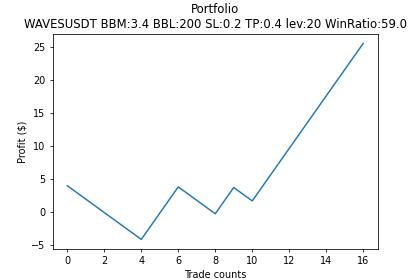 Portfolio
WAVESUSDT BBM:3.4 BBL:200 SL:0.2 TP:0.4 lev:20 WinRatio:59.0
25
20
15
10
5
0
−5
Profit ($)
0 2 4 6 8 10 12 14 16
Trade counts